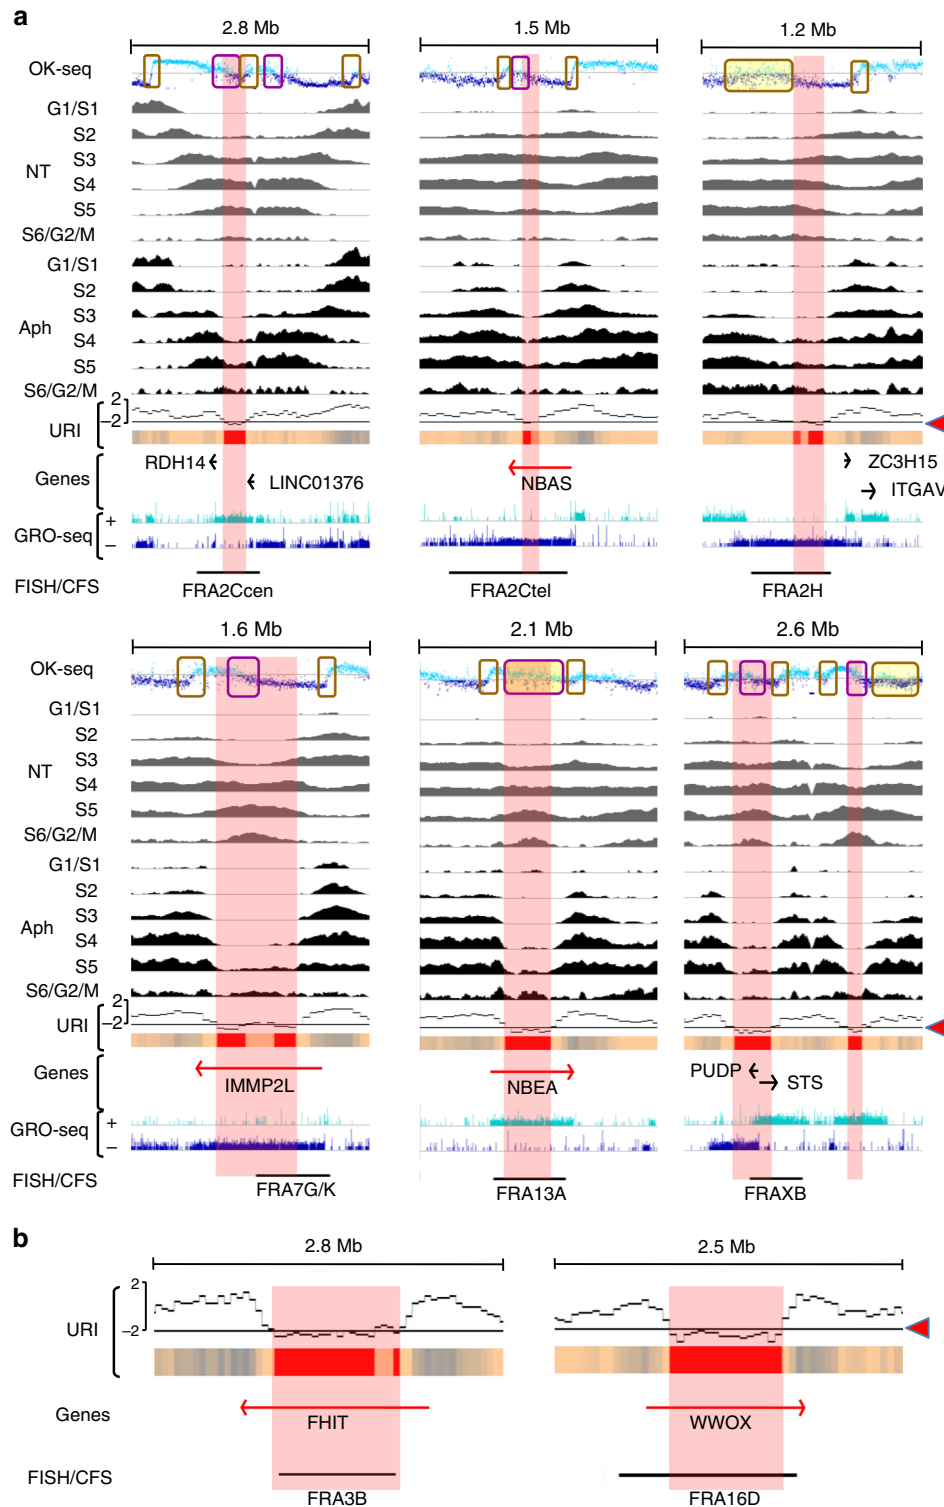 a
2.8 Mb
1.5 Mb
1.2 Mb
OK-seq
G1/S1
S2
S3
NT
S4
S5
S6/G2/M
G1/S1
S2
S3
Aph
S4
S5
S6/G2/M
2
−2
URI
Genes
RDH14
LINC01376
NBAS
ZC3H15
ITGAV
GRO-seq
+
−
FISH/CFS
FRA2Ccen
FRA2Ctel
FRA2H
1.6 Mb
2.1 Mb
2.6 Mb
OK-seq
G1/S1
S2
S3
NT
S4
S5
S6/G2/M
G1/S1
S2
S3
Aph
S4
S5
S6/G2/M
2
−2
URI
Genes
IMMP2L
NBEA
PUDP
STS
GRO-seq
+
−
FISH/CFS
FRA7G/K
FRA13A
FRAXB
b
2.8 Mb
2.5 Mb
2
−2
URI
Genes
FHIT
WWOX
FISH/CFS
FRA3B
FRA16D